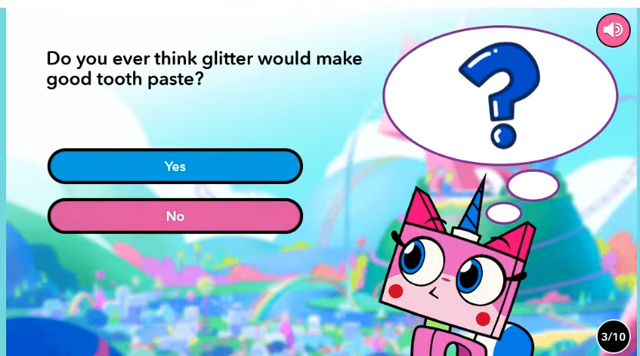 Do you ever think glitter would make
good tooth paste?
Yes
No
?
3/10